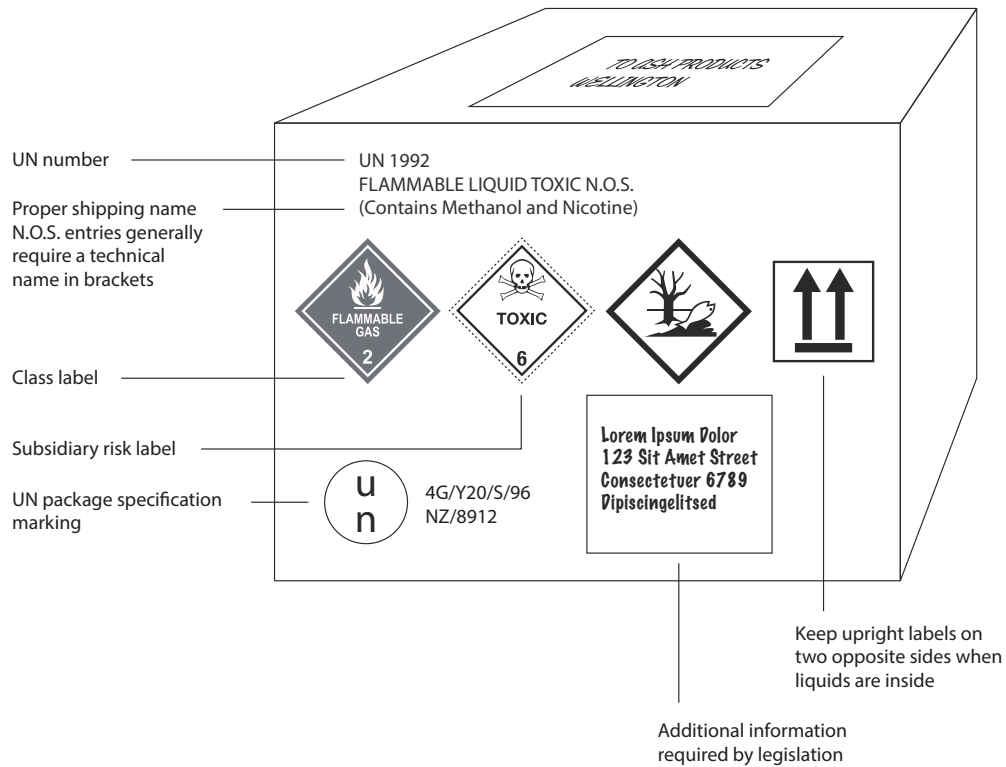 TO ASH PRODUCTS
WELLINGTON
UN number
UN 1992
FLAMMABLE LIQUID TOXIC N.O.S.
(Contains Methanol and Nicotine)
Proper shipping name
N.O.S. entries generally
require a technical
name in brackets
FLAMMABLE
GAS
2
TOXIC
6
Class label
Subsidiary risk label
Lorem Ipsum Dolor
123 Sit Amet Street
Consectetuer 6789
Dipiscingelitsed
UN package specification
marking
u
n
4G/Y20/S/96
NZ/8912
Keep upright labels on
two opposite sides when
liquids are inside
Additional information
required by legislation